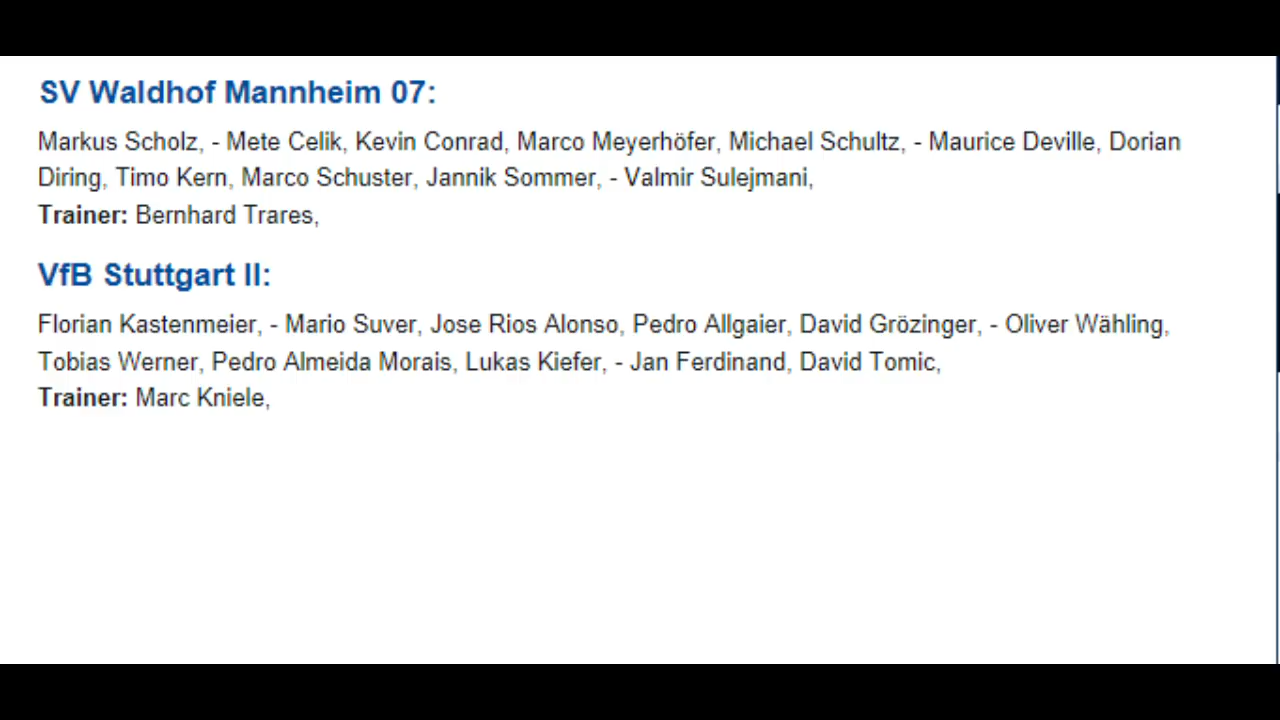 SV Waldhof Mannheim 07:
Markus Scholz, - Mete Celik, Kevin Conrad, Marco Meyerhöfer, Michael Schultz, - Maurice Deville, Dorian
Diring, Timo Kern, Marco Schuster, Jannik Sommer, - Valmir Sulejmani,
Trainer: Bernhard Trares,
VfB Stuttgart II:
Florian Kastenmeier, - Mario Suver, Jose Rios Alonso, Pedro Allgaier, David Grözinger, - Oliver Wähling,
Tobias Werner, Pedro Almeida Morais, Lukas Kiefer, - Jan Ferdinand, David Tomic,
Trainer: Marc Kniele,